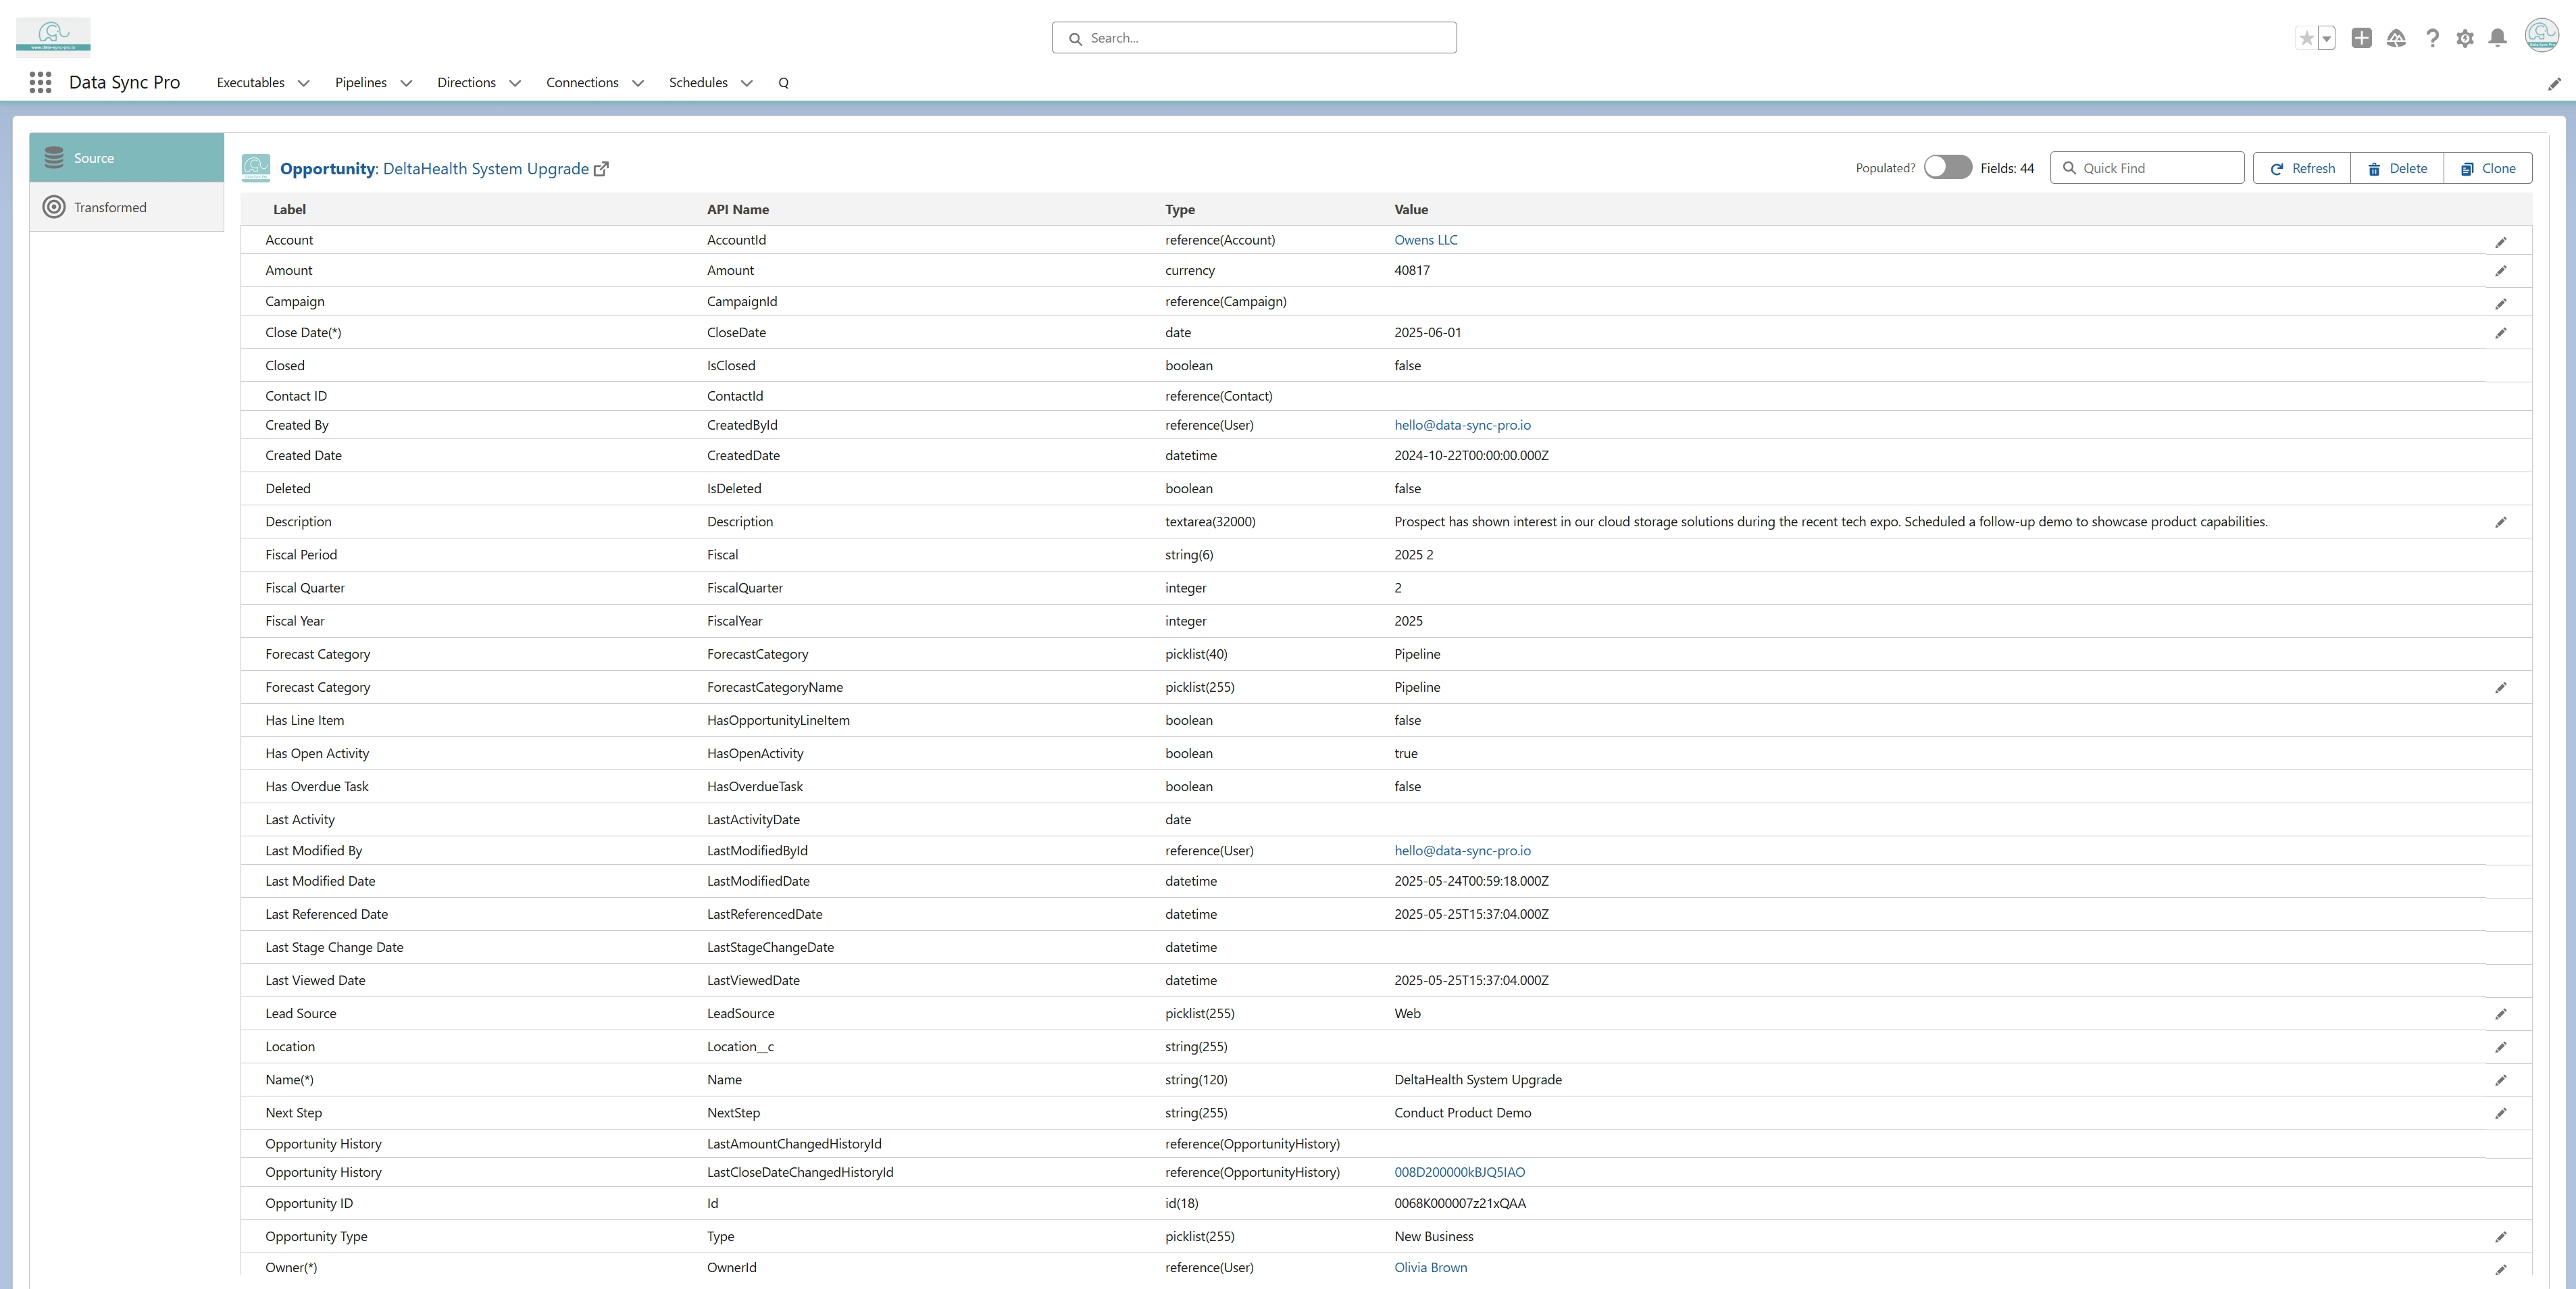 www.data-sync-pro.io
Search...
Data Sync Pro Executables Pipelines Directions Connections Schedules Q
Source
Transformed
Opportunity: DeltaHealth System Upgrade Populated? Fields: 44 Quick Find Refresh Delete Clone
Label API Name Type Value
Account AccountId reference(Account) Owens LLC
Amount Amount currency 40817
Campaign CampaignId reference(Campaign)
Close Date(*) CloseDate date 2025-06-01
Closed IsClosed boolean false
Contact ID ContactId reference(Contact)
Created By CreatedById reference(User) hello@data-sync-pro.io
Created Date CreatedDate datetime 2024-10-22T00:00:00.000Z
Deleted IsDeleted boolean false
Description Description textarea(32000) Prospect has shown interest in our cloud storage solutions during the recent tech expo. Scheduled a follow-up demo to showcase product capabilities.
Fiscal Period Fiscal string(6) 2025 2
Fiscal Quarter FiscalQuarter integer 2
Fiscal Year FiscalYear integer 2025
Forecast Category ForecastCategory picklist(40) Pipeline
Forecast Category ForecastCategoryName picklist(255) Pipeline
Has Line Item HasOpportunityLineItem boolean false
Has Open Activity HasOpenActivity boolean true
Has Overdue Task HasOverdueTask boolean false
Last Activity LastActivityDate date
Last Modified By LastModifiedById reference(User) hello@data-sync-pro.io
Last Modified Date LastModifiedDate datetime 2025-05-24T00:59:18.000Z
Last Referenced Date LastReferencedDate datetime 2025-05-25T15:37:04.000Z
Last Stage Change Date LastStageChangeDate datetime
Last Viewed Date LastViewedDate datetime 2025-05-25T15:37:04.000Z
Lead Source LeadSource picklist(255) Web
Location Location__c string(255)
Name(*) Name string(120) DeltaHealth System Upgrade
Next Step NextStep string(255) Conduct Product Demo
Opportunity History LastAmountChangedHistoryId reference(OpportunityHistory)
Opportunity History LastCloseDateChangedHistoryId reference(OpportunityHistory) 008D200000kBJQ5IAO
Opportunity ID Id id(18) 0068K000007z21xQAA
Opportunity Type Type picklist(255) New Business
Owner(*) OwnerId reference(User) Olivia Brown